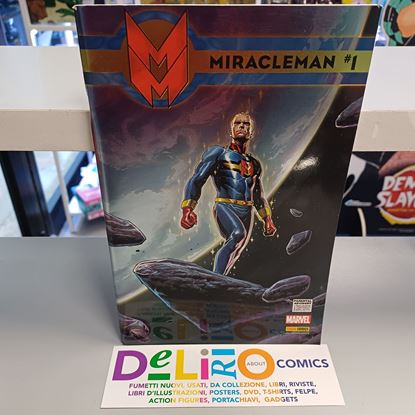 MIRACLEMAN #1
MARVEL
DELIRIO ABOUT COMICS
FUMETTI NUOVI, USATI, DA COLLEZIONE, LIBRI, RIVISTE,
LIBRI D'ILLUSTRAZIONI, POSTERS, DVD, T-SHIRTS, FELPE,
ACTION FIGURES, PORTACHIAVI, GADGETS